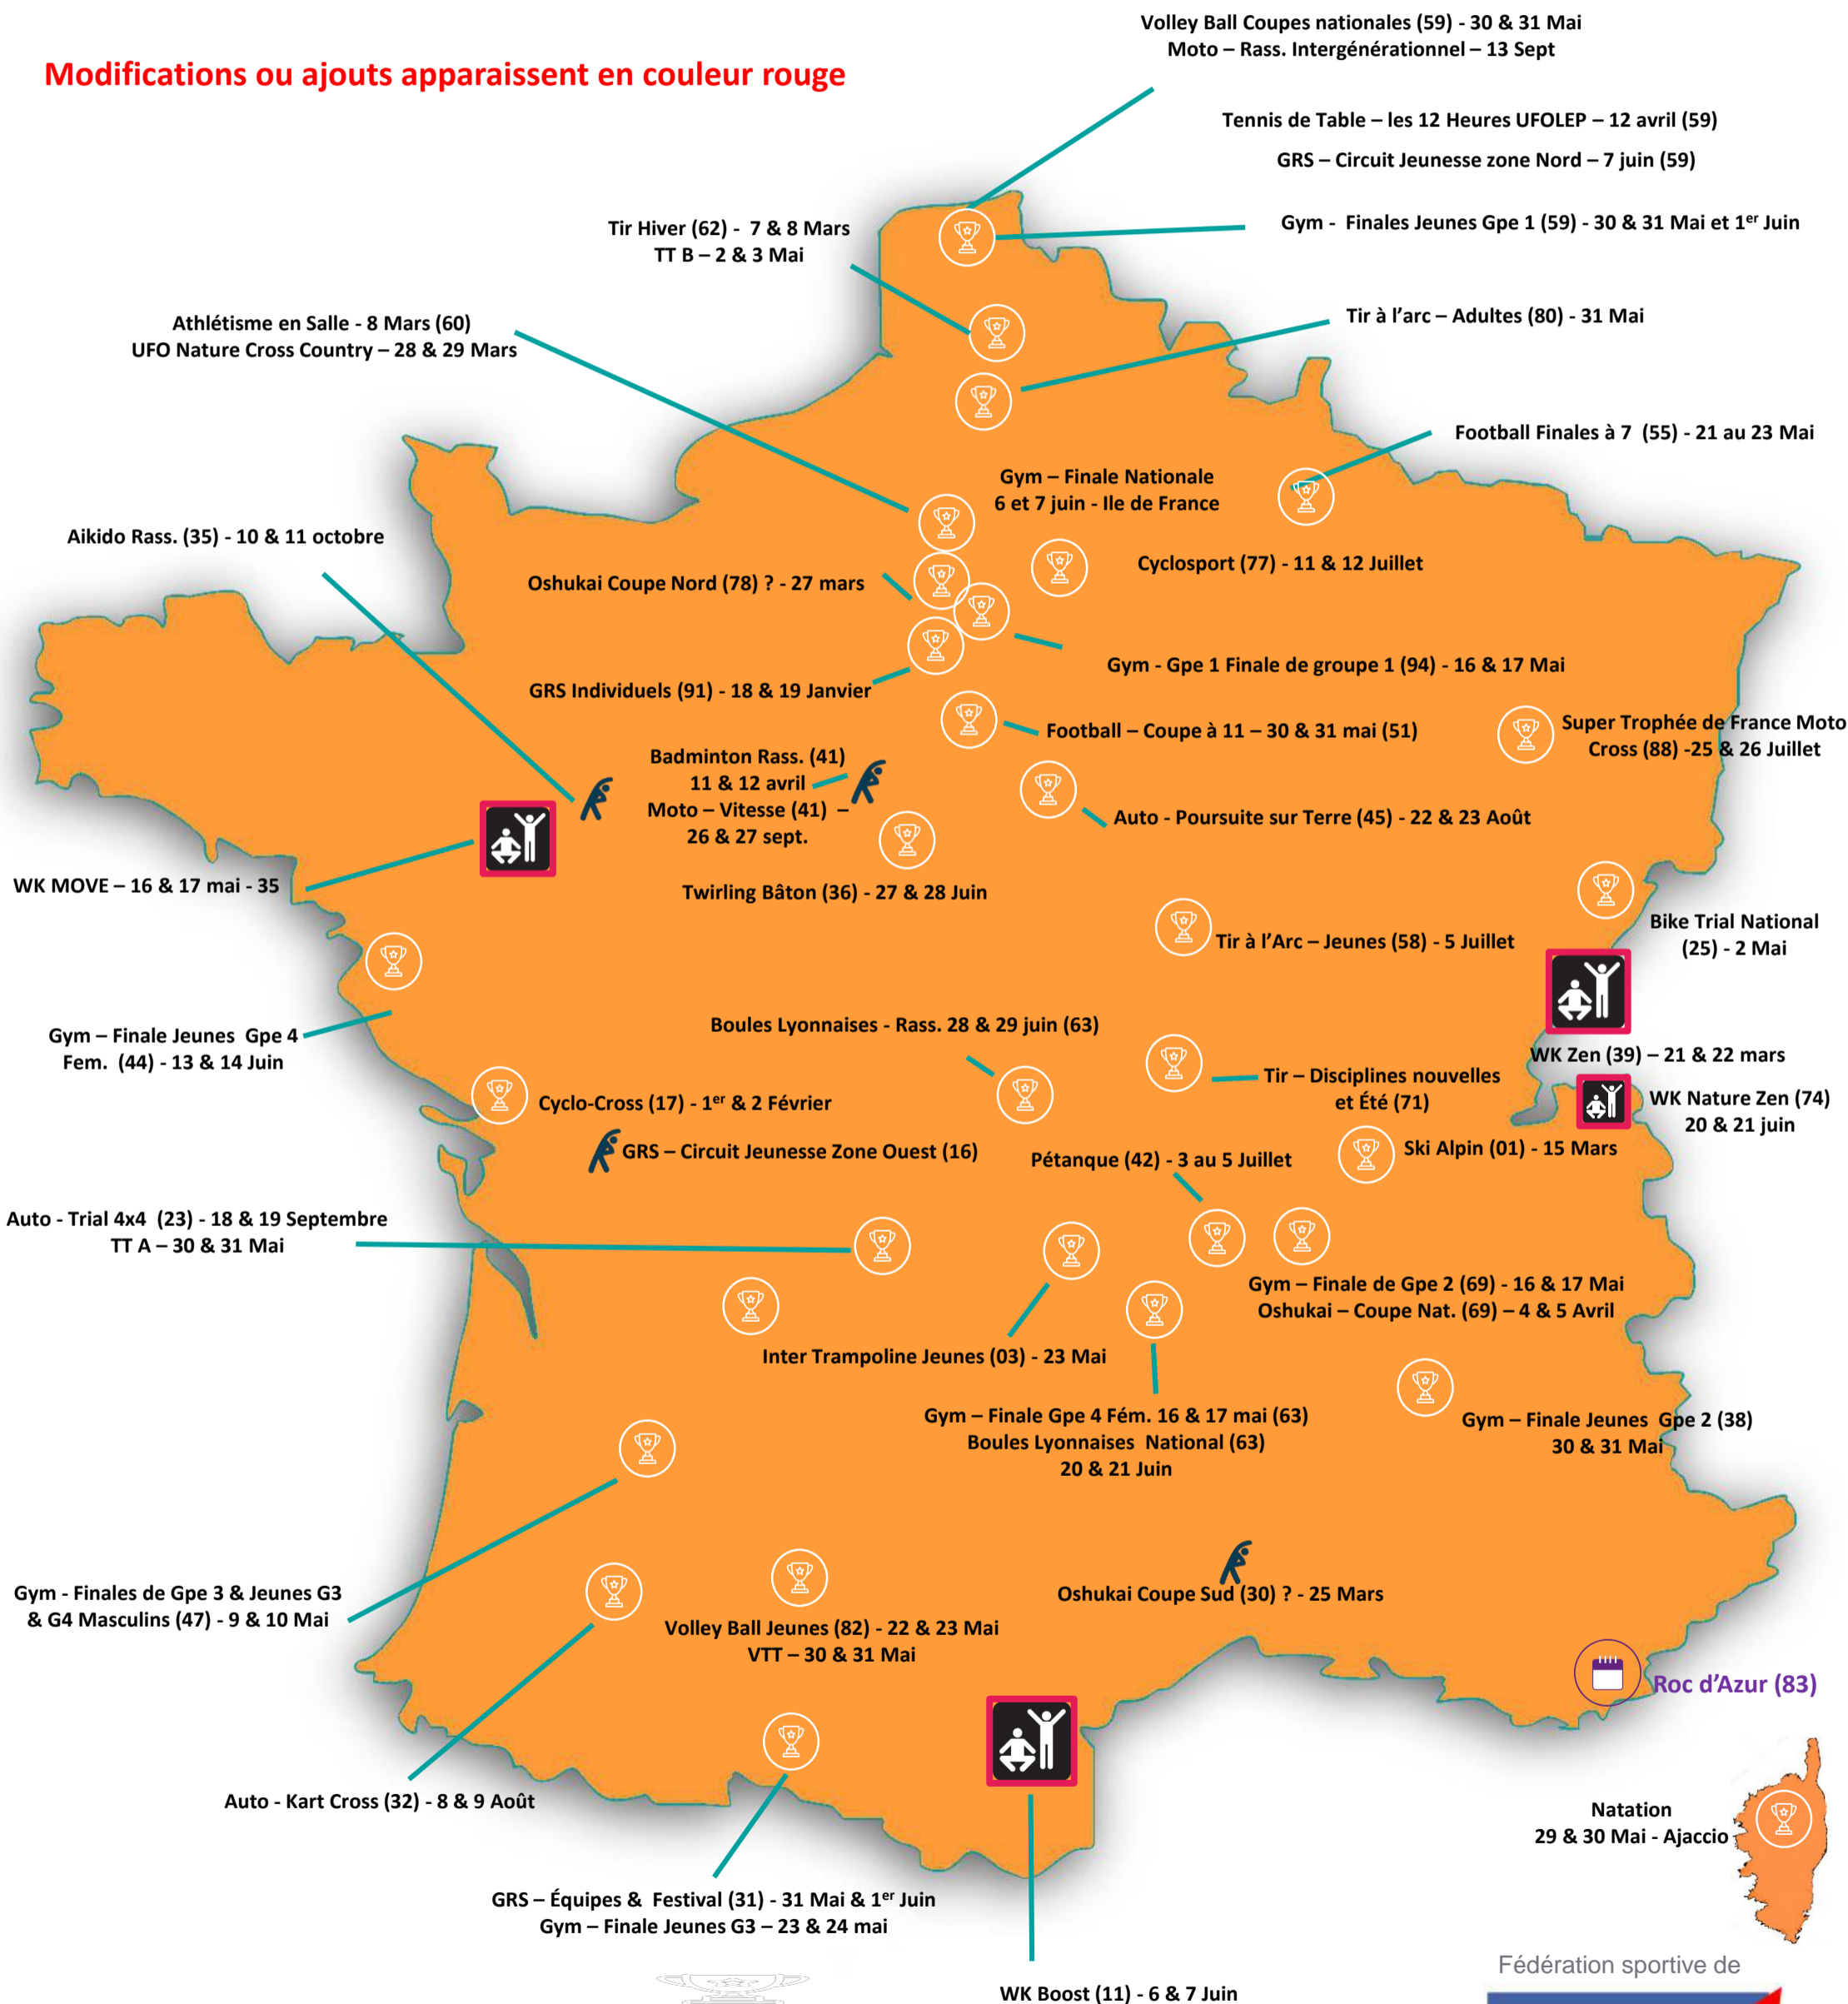 Volley Ball Coupes nationales (59) - 30 & 31 Mai
Moto – Rass. Intergénérationnel – 13 Sept
Modifications ou ajouts apparaissent en couleur rouge
Tennis de Table – les 12 Heures UFOLEP – 12 avril (59)
GRS – Circuit Jeunesse zone Nord – 7 juin (59)
Tir Hiver (62) - 7 & 8 Mars
TT B – 2 & 3 Mai
Gym - Finales Jeunes Gpe 1 (59) - 30 & 31 Mai et 1er Juin
Athlétisme en Salle - 8 Mars (60)
UFO Nature Cross Country – 28 & 29 Mars
Tir à l'arc – Adultes (80) - 31 Mai
Football Finales à 7 (55) - 21 au 23 Mai
Gym – Finale Nationale
6 et 7 juin - Ile de France
Aikido Rass. (35) - 10 & 11 octobre
Oshukai Coupe Nord (78) ? - 27 mars
Cyclosport (77) - 11 & 12 Juillet
Gym - Gpe 1 Finale de groupe 1 (94) - 16 & 17 Mai
GRS Individuels (91) - 18 & 19 Janvier
Football – Coupe à 11 – 30 & 31 mai (51)
Super Trophée de France Moto
Cross (88) -25 & 26 Juillet
Badminton Rass. (41)
11 & 12 avril
Moto – Vitesse (41) –
26 & 27 sept.
Auto - Poursuite sur Terre (45) - 22 & 23 Août
WK MOVE – 16 & 17 mai - 35
Twirling Bâton (36) - 27 & 28 Juin
Tir à l'Arc – Jeunes (58) - 5 Juillet
Bike Trial National
(25) - 2 Mai
Gym – Finale Jeunes Gpe 4
Fem. (44) - 13 & 14 Juin
Boules Lyonnaises - Rass. 28 & 29 juin (63)
WK Zen (39) – 21 & 22 mars
Tir – Disciplines nouvelles
et Été (71)
Cyclo-Cross (17) - 1er & 2 Février
WK Nature Zen (74)
20 & 21 juin
GRS – Circuit Jeunesse Zone Ouest (16)
Pétanque (42) - 3 au 5 Juillet
Ski Alpin (01) - 15 Mars
Auto - Trial 4x4 (23) - 18 & 19 Septembre
TT A – 30 & 31 Mai
Gym – Finale de Gpe 2 (69) - 16 & 17 Mai
Oshukai – Coupe Nat. (69) – 4 & 5 Avril
Inter Trampoline Jeunes (03) - 23 Mai
Gym – Finale Gpe 4 Fém. 16 & 17 mai (63)
Boules Lyonnaises National (63)
20 & 21 Juin
Gym – Finale Jeunes Gpe 2 (38)
30 & 31 Mai
Gym - Finales de Gpe 3 & Jeunes G3
& G4 Masculins (47) - 9 & 10 Mai
Oshukai Coupe Sud (30) ? - 25 Mars
Volley Ball Jeunes (82) - 22 & 23 Mai
VTT – 30 & 31 Mai
Roc d'Azur (83)
Auto - Kart Cross (32) - 8 & 9 Août
Natation
29 & 30 Mai - Ajaccio
GRS – Équipes & Festival (31) - 31 Mai & 1er Juin
Gym – Finale Jeunes G3 – 23 & 24 mai
Fédération sportive de
WK Boost (11) - 6 & 7 Juin